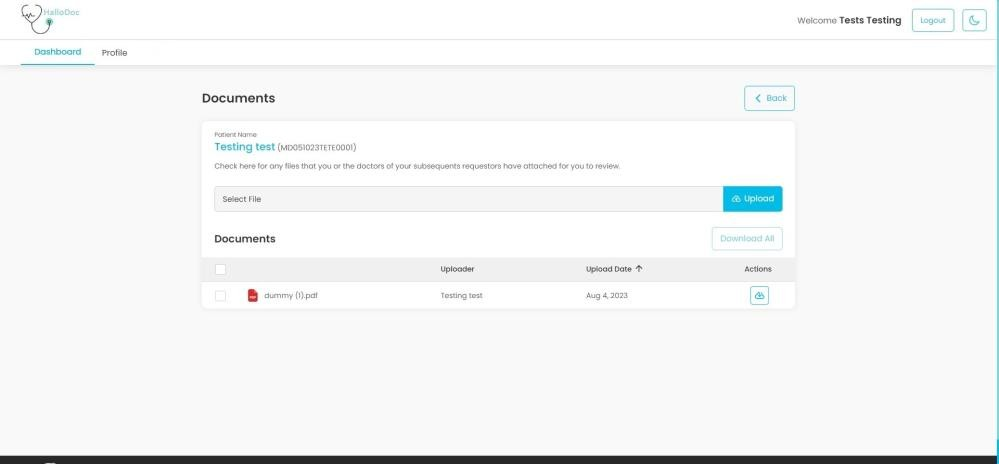 HalloDoc
Welcome Tests Testing Logout
Dashboard Profile
Documents Back
Patient Name
Testing test (MD051023TETE0001)
Check here for any files that you or the doctors of your subsequents requestors have attached for you to review.
Select File Upload
Documents Download All
Uploader Upload Date Actions
PDF dummy (1).pdf Testing test Aug 4, 2023